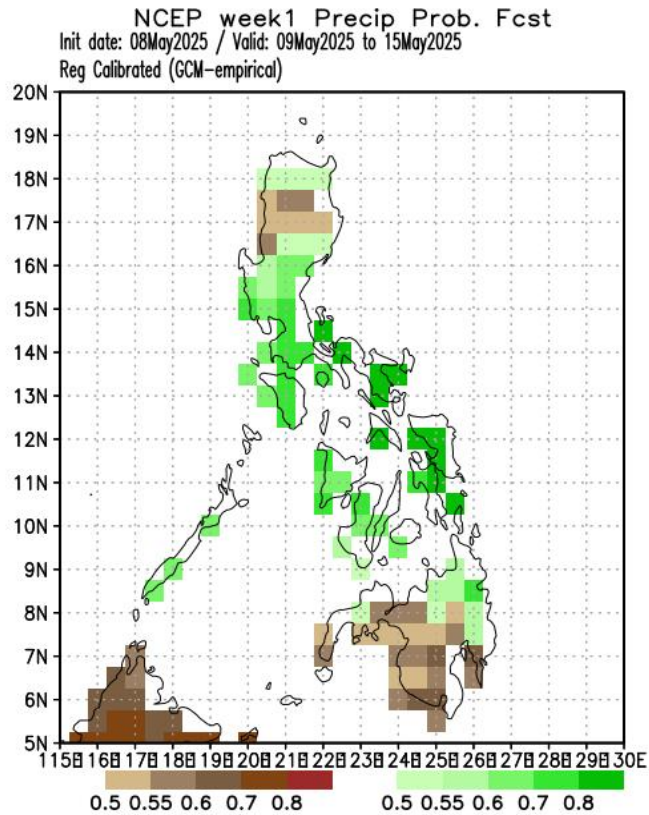 NCEP week1 Precip Prob. Fcst
Init date: 08May2025 / Valid: 09May2025 to 15May2025
Reg Calibrated (GCM-empirical)
20N
19N
18N
17N
16N
15N
14N
13N
12N
11N
10N
9N
8N
7N
6N
5N
115E 116E 117E 118E 119E 120E 121E 122E 123E 124E 125E 126E 127E 128E 129E 130E
0.5 0.55 0.6 0.7 0.8 0.5 0.55 0.6 0.7 0.8